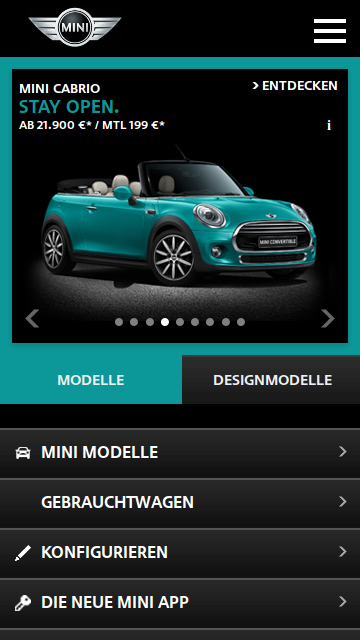 MINI
MINI CABRIO
> ENTDECKEN
STAY OPEN.
AB 21.900 €* / MTL 199 €*
i
MINI CONVERTIBLE
MODELLE
DESIGNMODELLE
MINI MODELLE
GEBRAUCHTWAGEN
KONFIGURIEREN
DIE NEUE MINI APP